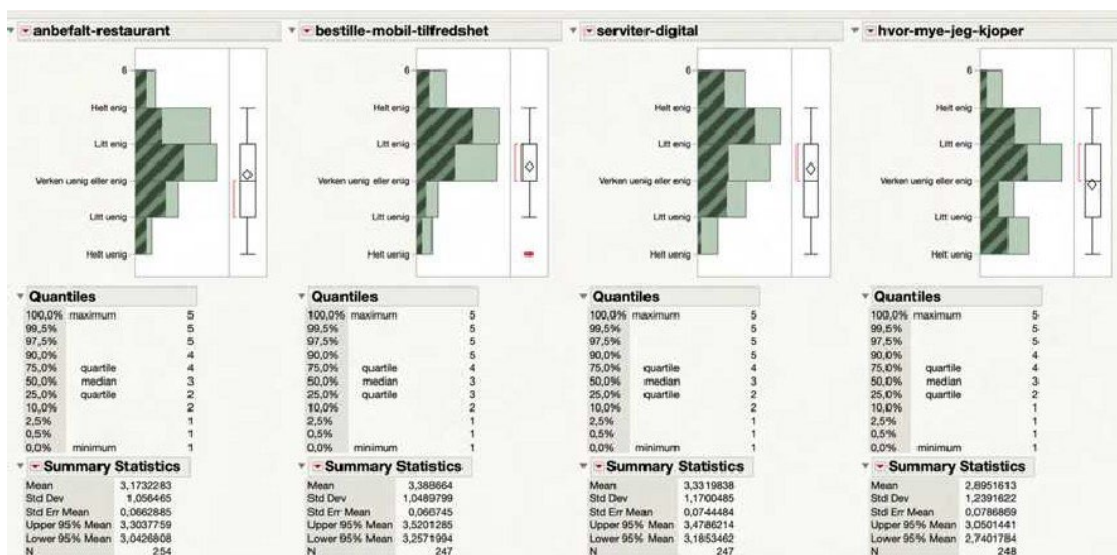 anbefalt-restaurant
6
Helt enig
Litt enig
Verken uenig eller enig
Litt uenig
Helt uenig
Quantiles
100,0% maximum 5
99,5% 5
97,5% 5
90,0% 4
75,0% quartile 4
50,0% median 3
25,0% quartile 2
10,0% 2
2,5% 1
0,5% 1
0,0% minimum 1
Summary Statistics
Mean 3,1732283
Std Dev 1,056465
Std Err Mean 0,0662885
Upper 95% Mean 3,3037759
Lower 95% Mean 3,0426808
N 254
bestille-mobil-tilfredshet
6
Helt enig
Litt enig
Verken uenig eller enig
Litt uenig
Helt uenig
Quantiles
100,0% maximum 5
99,5% 5
97,5% 5
90,0% 5
75,0% quartile 4
50,0% median 3
25,0% quartile 3
10,0% 2
2,5% 1
0,5% 1
0,0% minimum 1
Summary Statistics
Mean 3,388664
Std Dev 1,0489799
Std Err Mean 0,066745
Upper 95% Mean 3,5201285
Lower 95% Mean 3,2571994
N 247
serviter-digital
6
Helt enig
Litt enig
Verken uenig eller enig
Litt uenig
Helt uenig
Quantiles
100,0% maximum 5
99,5% 5
97,5% 5
90,0% 5
75,0% quartile 4
50,0% median 3
25,0% quartile 2
10,0% 2
2,5% 1
0,5% 1
0,0% minimum 1
Summary Statistics
Mean 3,3319838
Std Dev 1,1700485
Std Err Mean 0,0744484
Upper 95% Mean 3,4786214
Lower 95% Mean 3,1853462
N 247
hvor-mye-jeg-kjoper
6
Helt enig
Litt enig
Verken uenig eller enig
Litt uenig
Helt uenig
Quantiles
100,0% maximum 5
99,5% 5
97,5% 5
90,0% 4
75,0% quartile 4
50,0% median 3
25,0% quartile 2
10,0% 1
2,5% 1
0,5% 1
0,0% minimum 1
Summary Statistics
Mean 2,8951613
Std Dev 1,2391622
Std Err Mean 0,0786869
Upper 95% Mean 3,0501441
Lower 95% Mean 2,7401784
N 248